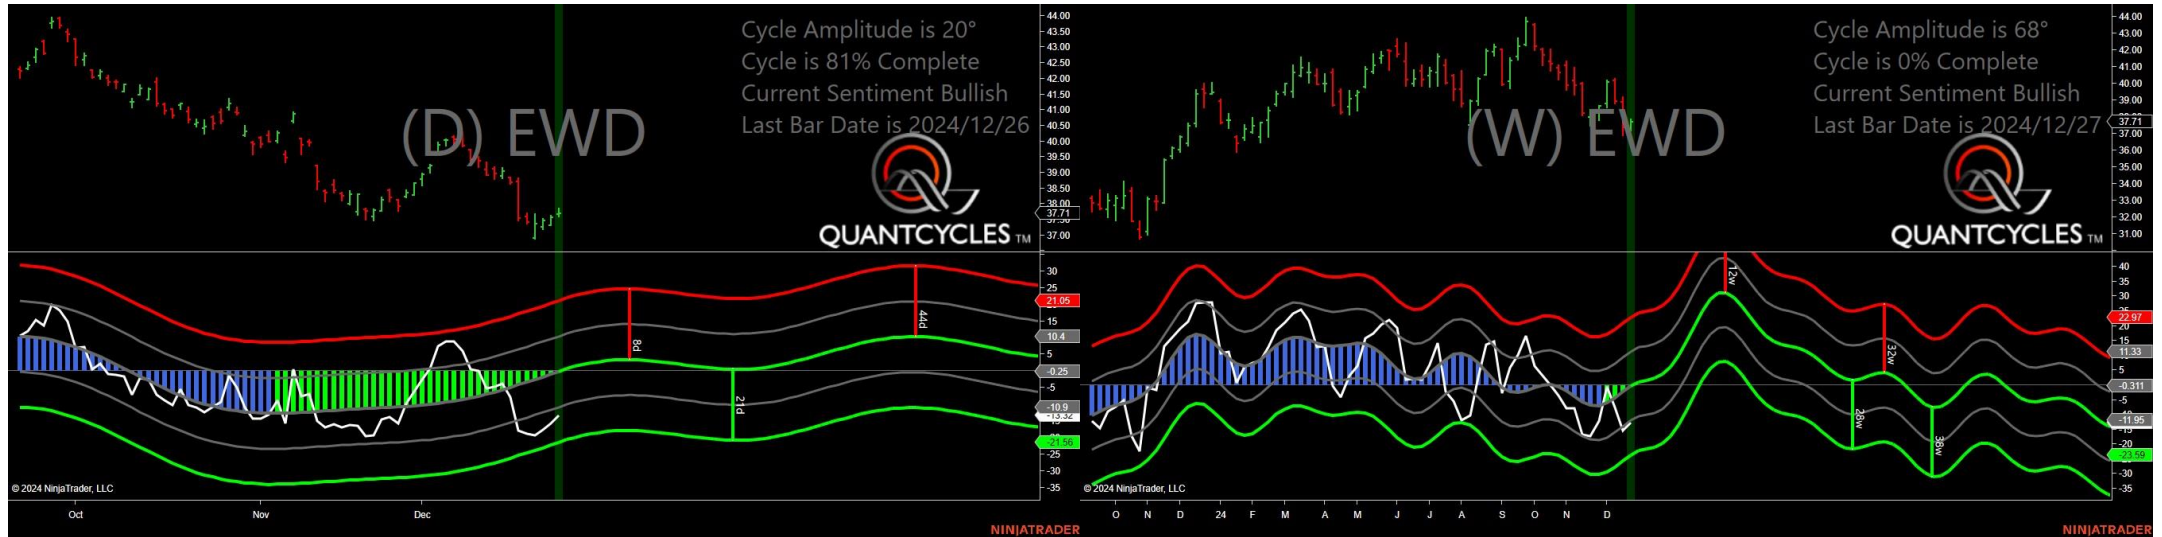 Cycle Amplitude is 20°
Cycle is 81% Complete
Current Sentiment Bullish
Last Bar Date is 2024/12/26
(D) EWD
QUANTCYCLES TM
44.00
43.50
43.00
42.50
42.00
41.50
41.00
40.50
40.00
39.50
39.00
38.50
38.00
37.71
37.00
30
25
21.05
15
10.4
5
-0.25
-5
-10.9
-13.32
-21.56
-25
-30
-35
8d
21d
44d
© 2024 NinjaTrader, LLC
Oct
Nov
Dec
NINJATRADER
Cycle Amplitude is 68°
Cycle is 0% Complete
Current Sentiment Bullish
Last Bar Date is 2024/12/27
(W) EWD
QUANTCYCLES TM
44.00
43.00
42.00
41.00
40.00
39.00
37.71
37.00
36.00
35.00
34.00
33.00
32.00
31.00
40
35
30
22.97
20
15
11.33
5
-0.311
-5
-11.95
-20
-23.59
-30
-35
12w
28w
32w
38w
© 2024 NinjaTrader, LLC
O N D 24 F M A M J J A S O N D
NINJATRADER